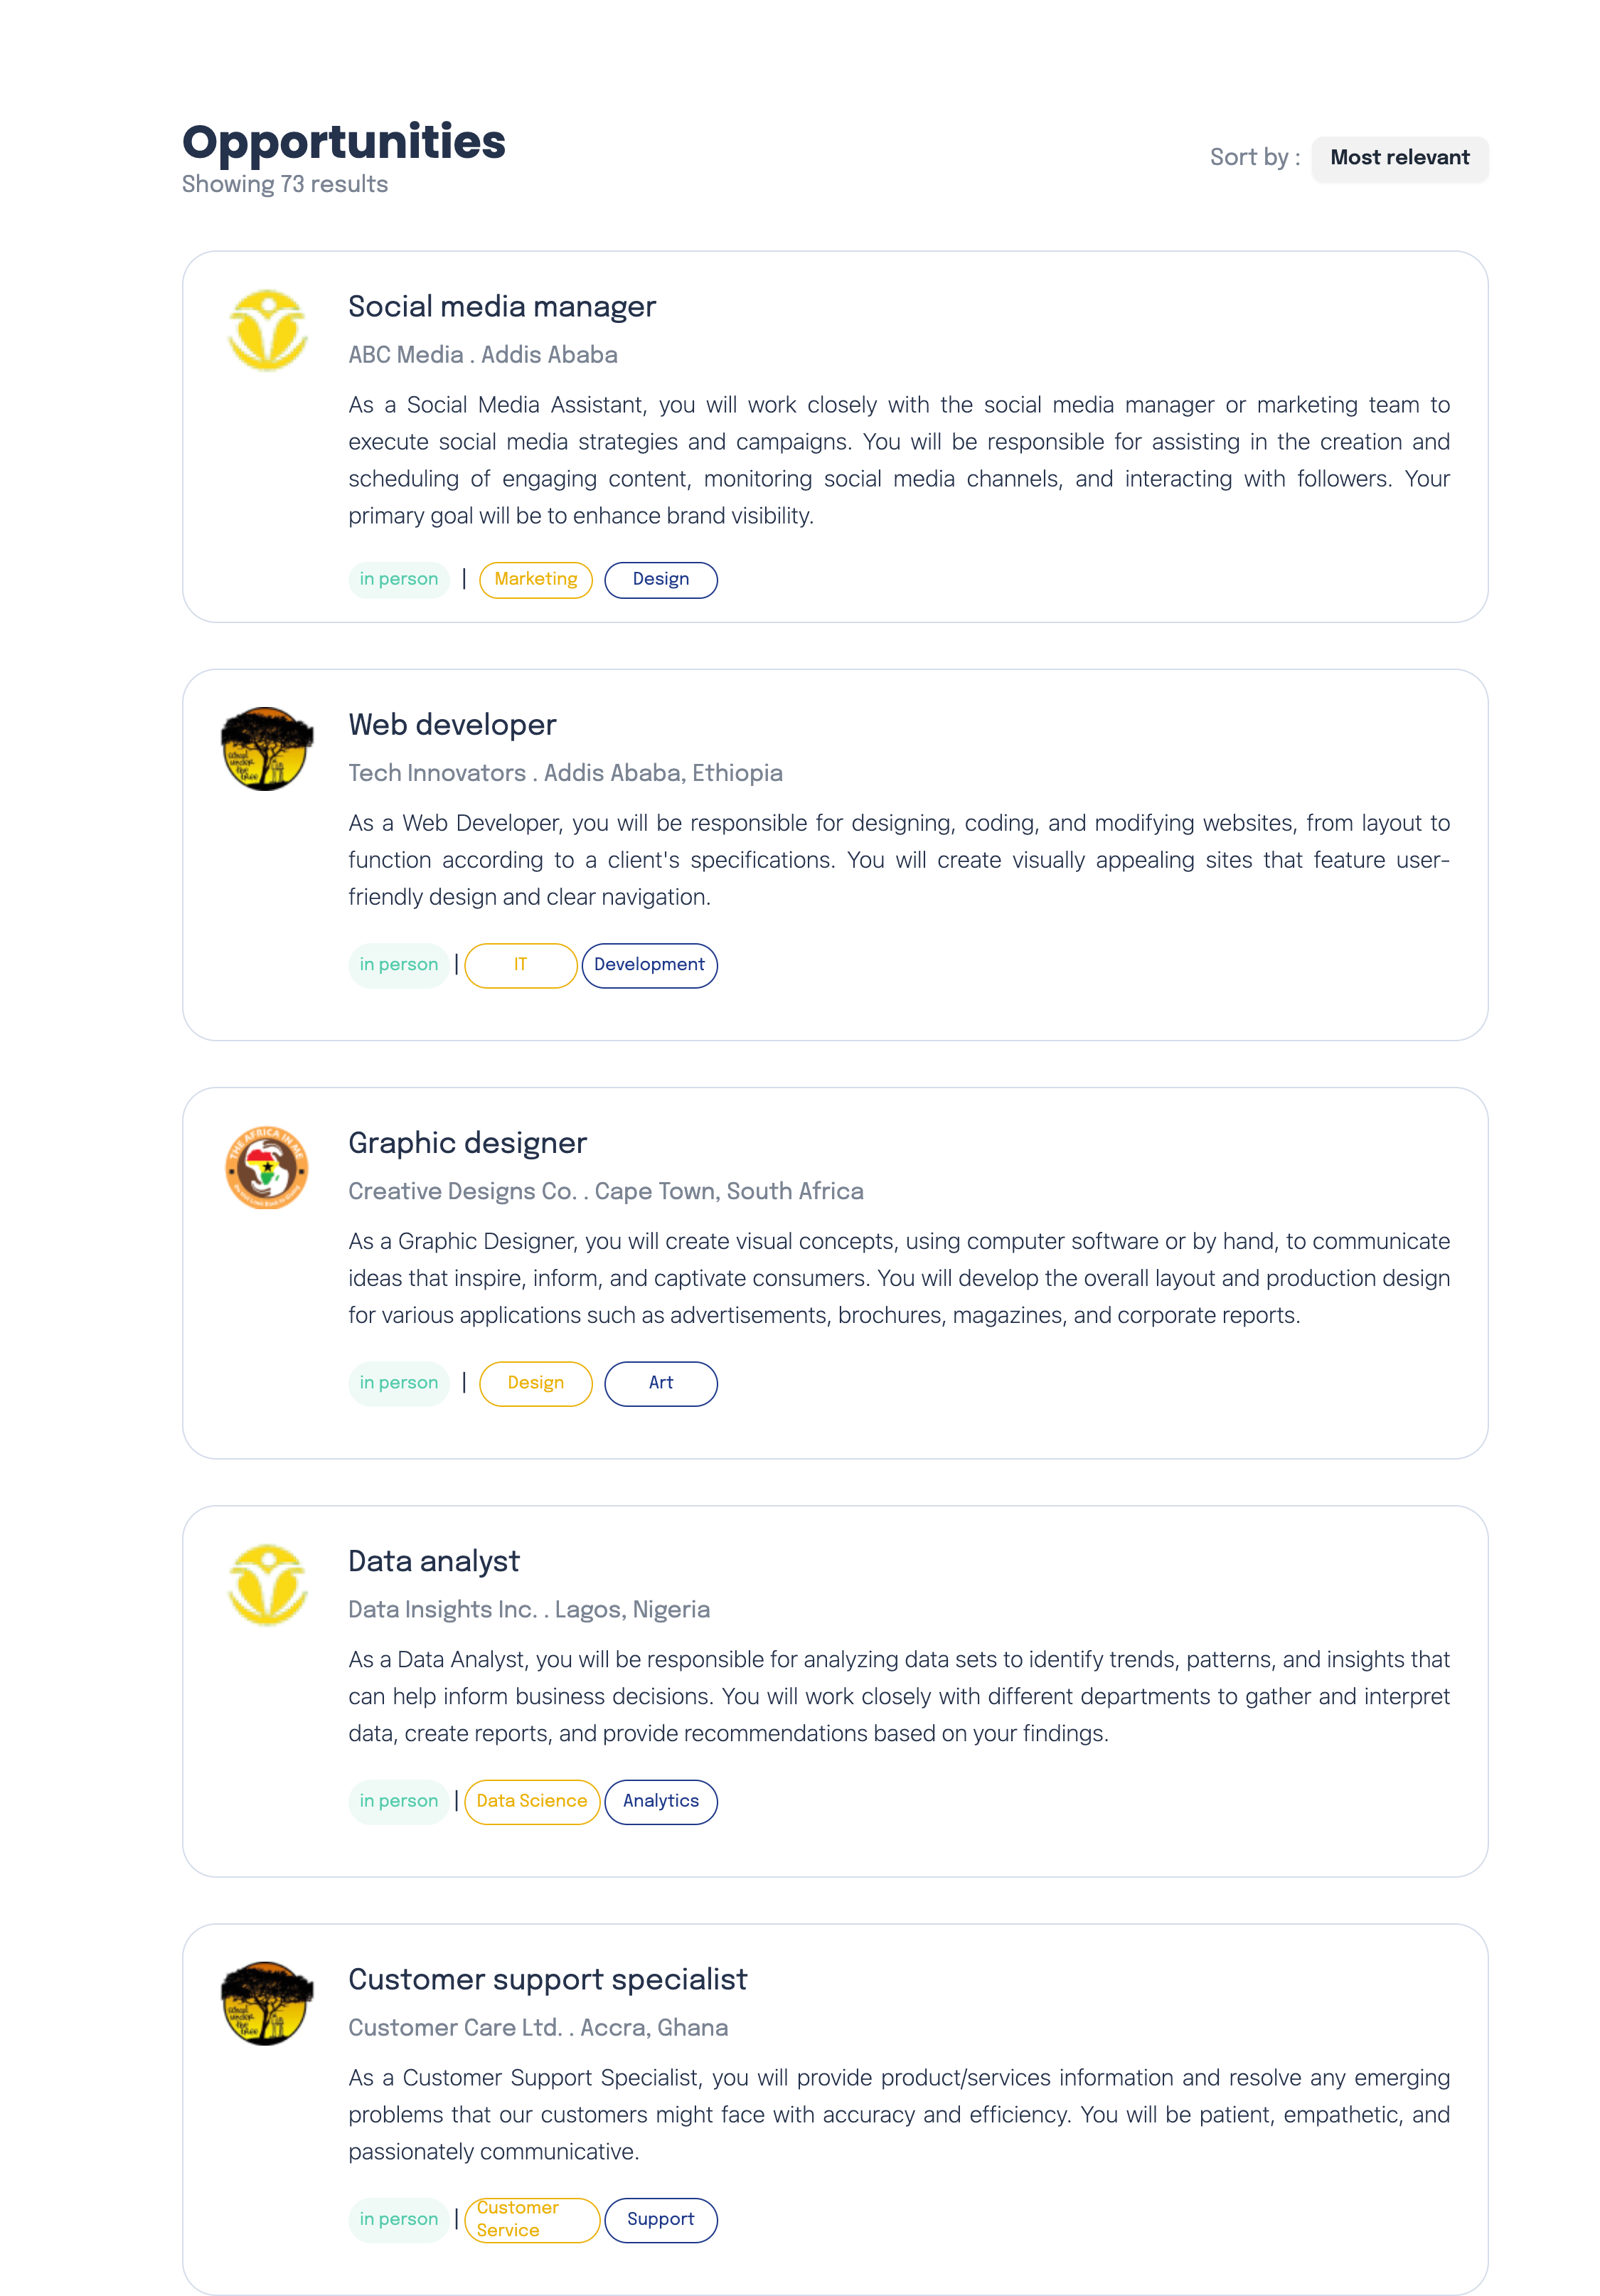 Opportunities
Showing 73 results
Sort by :
Most relevant
Social media manager
ABC Media . Addis Ababa
As a Social Media Assistant, you will work closely with the social media manager or marketing team to
execute social media strategies and campaigns. You will be responsible for assisting in the creation and
scheduling of engaging content, monitoring social media channels, and interacting with followers. Your
primary goal will be to enhance brand visibility.
in person | Marketing Design
school
under
the
tree
Web developer
Tech Innovators . Addis Ababa, Ethiopia
As a Web Developer, you will be responsible for designing, coding, and modifying websites, from layout to
function according to a client's specifications. You will create visually appealing sites that feature user-
friendly design and clear navigation.
in person | IT Development
THE AFRICA IN ME
Graphic designer
Creative Designs Co. . Cape Town, South Africa
As a Graphic Designer, you will create visual concepts, using computer software or by hand, to communicate
ideas that inspire, inform, and captivate consumers. You will develop the overall layout and production design
for various applications such as advertisements, brochures, magazines, and corporate reports.
in person | Design Art
Data analyst
Data Insights Inc. . Lagos, Nigeria
As a Data Analyst, you will be responsible for analyzing data sets to identify trends, patterns, and insights that
can help inform business decisions. You will work closely with different departments to gather and interpret
data, create reports, and provide recommendations based on your findings.
in person | Data Science Analytics
school
under
the
tree
Customer support specialist
Customer Care Ltd. . Accra, Ghana
As a Customer Support Specialist, you will provide product/services information and resolve any emerging
problems that our customers might face with accuracy and efficiency. You will be patient, empathetic, and
passionately communicative.
in person | Customer
Service
Support